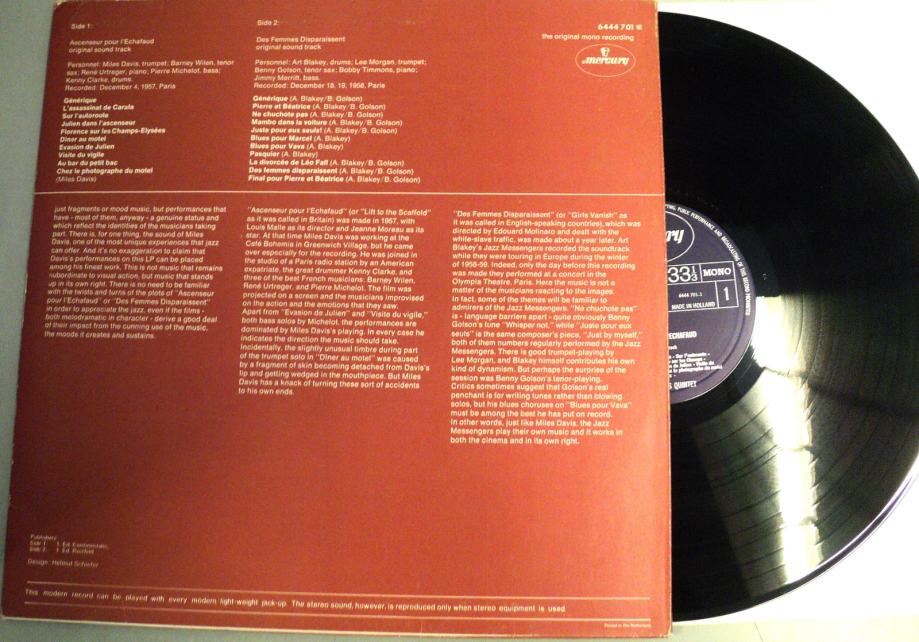 Side 1:
Ascenseur pour l'Echafaud
original sound track
Personnel: Miles Davis, trumpet; Barney Wilen, tenor
sax; René Urtreger, piano; Pierre Michelot, bass;
Kenny Clarke, drums.
Recorded: December 4, 1957, Paris
Générique
L'assassinat de Carala
Sur l'autoroute
Julien dans l'ascenseur
Florence sur les Champs-Elysées
Diner au motel
Evasion de Julien
Visite du vigile
Au bar du petit bac
Chez le photographe du motel
(Miles Davis)
Side 2:
Des Femmes Disparaissent
original sound track
Personnel: Art Blakey, drums; Lee Morgan, trumpet;
Benny Golson, tenor sax; Bobby Timmons, piano;
Jimmy Merritt, bass.
Recorded: December 18, 19, 1958, Paris
Générique (A. Blakey/B. Golson)
Pierre et Béatrice (A. Blakey/B. Golson)
Ne chuchote pas (A. Blakey/B. Golson)
Mambo dans la voiture (A. Blakey/B. Golson)
Juste pour eux seuls! (A. Blakey/B. Golson)
Blues pour Marcel (A. Blakey)
Blues pour Vava (A. Blakey)
Pasquier (A. Blakey)
La divorcée de Léo Fall (A. Blakey/B. Golson)
Des femmes disparaissent (A. Blakey/B. Golson)
Final pour Pierre et Béatrice (A. Blakey/B. Golson)
6444 701
the original mono recording
mercury
just fragments or mood music, but performances that
have - most of them, anyway - a genuine status and
which reflect the identities of the musicians taking
part. There is, for one thing, the sound of Miles
Davis, one of the most unique experiences that jazz
can offer. And it's no exaggeration to claim that
Davis's performances on this LP can be placed
among his finest work. This is not music that remains
subordinate to visual action, but music that stands
up in its own right. There is no need to be familiar
with the twists and turns of the plots of "Ascenseur
pour l'Echafaud" or "Des Femmes Disparaissent"
in order to appreciate the jazz, even if the films -
both melodramatic in character - derive a good deal
of their impact from the cunning use of the music,
the moods it creates and sustains.
"Ascenseur pour l'Echafaud" (or "Lift to the Scaffold"
as it was called in Britain) was made in 1957, with
Louis Malle as its director and Jeanne Moreau as its
star. At that time Miles Davis was working at the
Café Bohemia in Greenwich Village, but he came
over especially for the recording. He was joined in
the studio of a Paris radio station by an American
expatriate, the great drummer Kenny Clarke, and
three of the best French musicians: Barney Wilen,
René Urtreger, and Pierre Michelot. The film was
projected on a screen and the musicians improvised
on the action and the emotions that they saw.
Apart from "Evasion de Julien" and "Visite du vigile,"
both bass solos by Michelot, the performances are
dominated by Miles Davis's playing. In every case he
indicates the direction the music should take.
Incidentally, the slightly unusual timbre during part
of the trumpet solo in "Diner au motel" was caused
by a fragment of skin becoming detached from Davis's
lip and getting wedged in the mouthpiece. But Miles
Davis has a knack of turning these sort of accidents
to his own ends.
"Des Femmes Disparaissent" (or "Girls Vanish" as
it was called in English-speaking countries), which was
directed by Edouard Molinaro and dealt with the
white-slave traffic, was made about a year later. Art
Blakey's Jazz Messengers recorded the soundtrack
while they were touring in Europe during the winter
of 1958-59. Indeed, only the day before this recording
was made they performed at a concert in the
Olympia Theatre, Paris. Here the music is not a
matter of the musicians reacting to the images.
In fact, some of the themes will be familiar to
admirers of the Jazz Messengers. "No chuchote pas"
is - language barriers apart - quite obviously Benny
Golson's tune "Whisper not," while "Juste pour eux
seuls" is the same composer's piece, "Just by myself,"
both of them numbers regularly performed by the Jazz
Messengers. There is good trumpet-playing by
Lee Morgan, and Blakey himself contributes his own
kind of dynamism. But perhaps the surprise of the
session was Benny Golson's tenor-playing.
Critics sometimes suggest that Golson's real
penchant is for writing tunes rather than blowing
solos, but his blues choruses on "Blues pour Vava"
must be among the best he has put on record.
In other words, just like Miles Davis, the Jazz
Messengers play their own music and it works in
both the cinema and in its own right.
Publishers:
Side 1: 1 Ed. Continentales,
Side 2: 1 Ed. Rochfeld
Design: Helmut Schiefer
This modern record can be played with every modern light-weight pick-up. The stereo sound, however, is reproduced only when stereo equipment is used
Printed in the Netherlands
33 1/3
MONO
6444 701.1
MADE IN HOLLAND
1
QUINTET